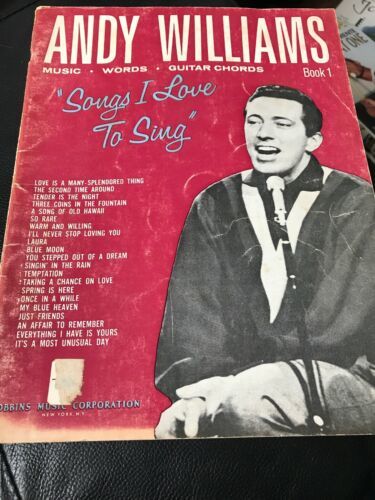 ANDY WILLIAMS
MUSIC • WORDS • GUITAR CHORDS
Book 1
"Songs I Love
To Sing"
LOVE IS A MANY-SPLENDORED THING
THE SECOND TIME AROUND
TENDER IS THE NIGHT
THREE COINS IN THE FOUNTAIN
A SONG OF OLD HAWAII
SO RARE
WARM AND WILLING
I'LL NEVER STOP LOVING YOU
LAURA
BLUE MOON
YOU STEPPED OUT OF A DREAM
SINGIN' IN THE RAIN
TEMPTATION
TAKING A CHANCE ON LOVE
SPRING IS HERE
ONCE IN A WHILE
MY BLUE HEAVEN
JUST FRIENDS
AN AFFAIR TO REMEMBER
EVERYTHING I HAVE IS YOURS
IT'S A MOST UNUSUAL DAY
OBBINS MUSIC CORPORATION
NEW YORK, N.Y.